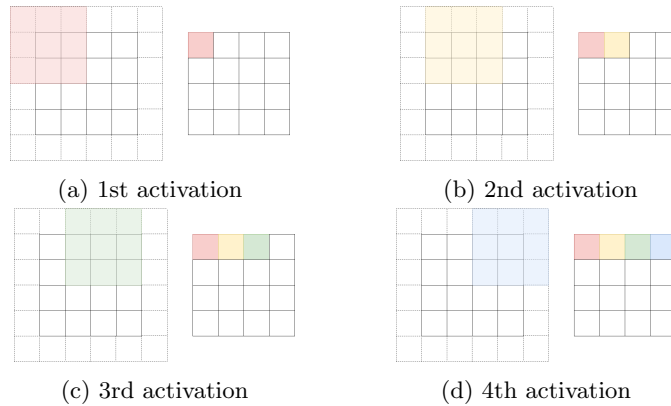 (a) 1st activation
(b) 2nd activation
(c) 3rd activation
(d) 4th activation